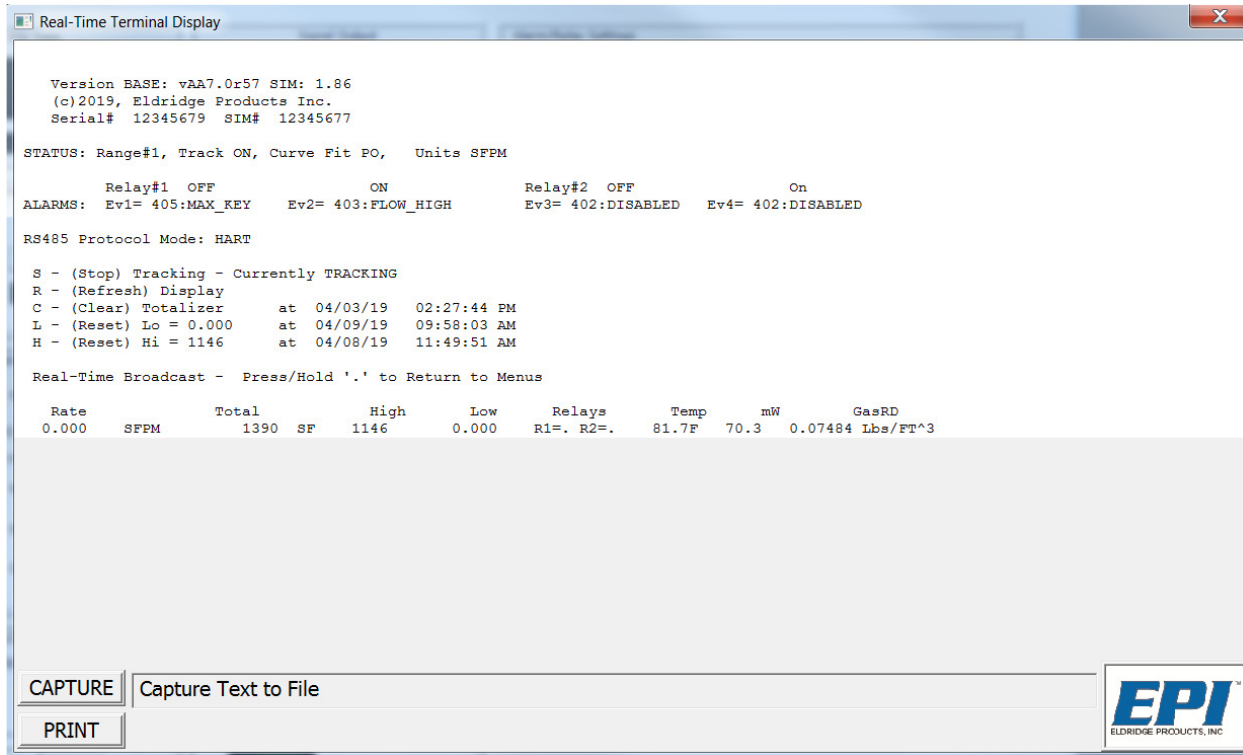 Real-Time Terminal Display
Version BASE: vAA7.0r57 SIM: 1.86
(c)2019, Eldridge Products Inc.
Serial# 12345679 SIM# 12345677
STATUS: Range#1, Track ON, Curve Fit PO, Units SFPM
Relay#1 OFF ON Relay#2 OFF On
ALARMS: Ev1= 405:MAX_KEY Ev2= 403:FLOW_HIGH Ev3= 402:DISABLED Ev4= 402:DISABLED
RS485 Protocol Mode: HART
S - (Stop) Tracking - Currently TRACKING
R - (Refresh) Display
C - (Clear) Totalizer at 04/03/19 02:27:44 PM
L - (Reset) Lo = 0.000 at 04/09/19 09:58:03 AM
H - (Reset) Hi = 1146 at 04/08/19 11:49:51 AM
Real-Time Broadcast - Press/Hold '.' to Return to Menus
Rate Total High Low Relays Temp mW GasRD
0.000 SFPM 1390 SF 1146 0.000 R1=. R2=. 81.7F 70.3 0.07484 Lbs/FT^3
CAPTURE Capture Text to File
PRINT
EPI™
ELDRIDGE PRODUCTS, INC